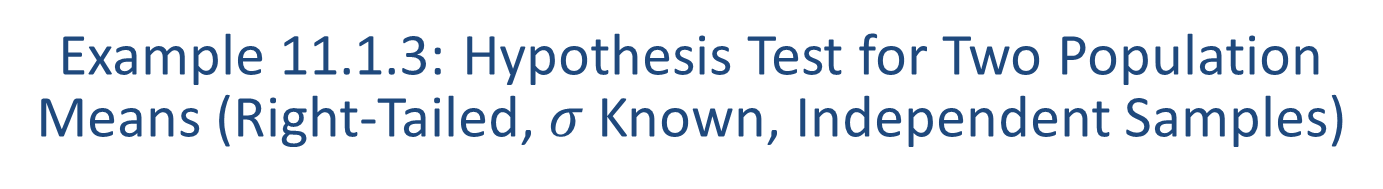 Example 11.1.3: Hypothesis Test for Two Population
Means (Right-Tailed, 𝜎 Known, Independent Samples)